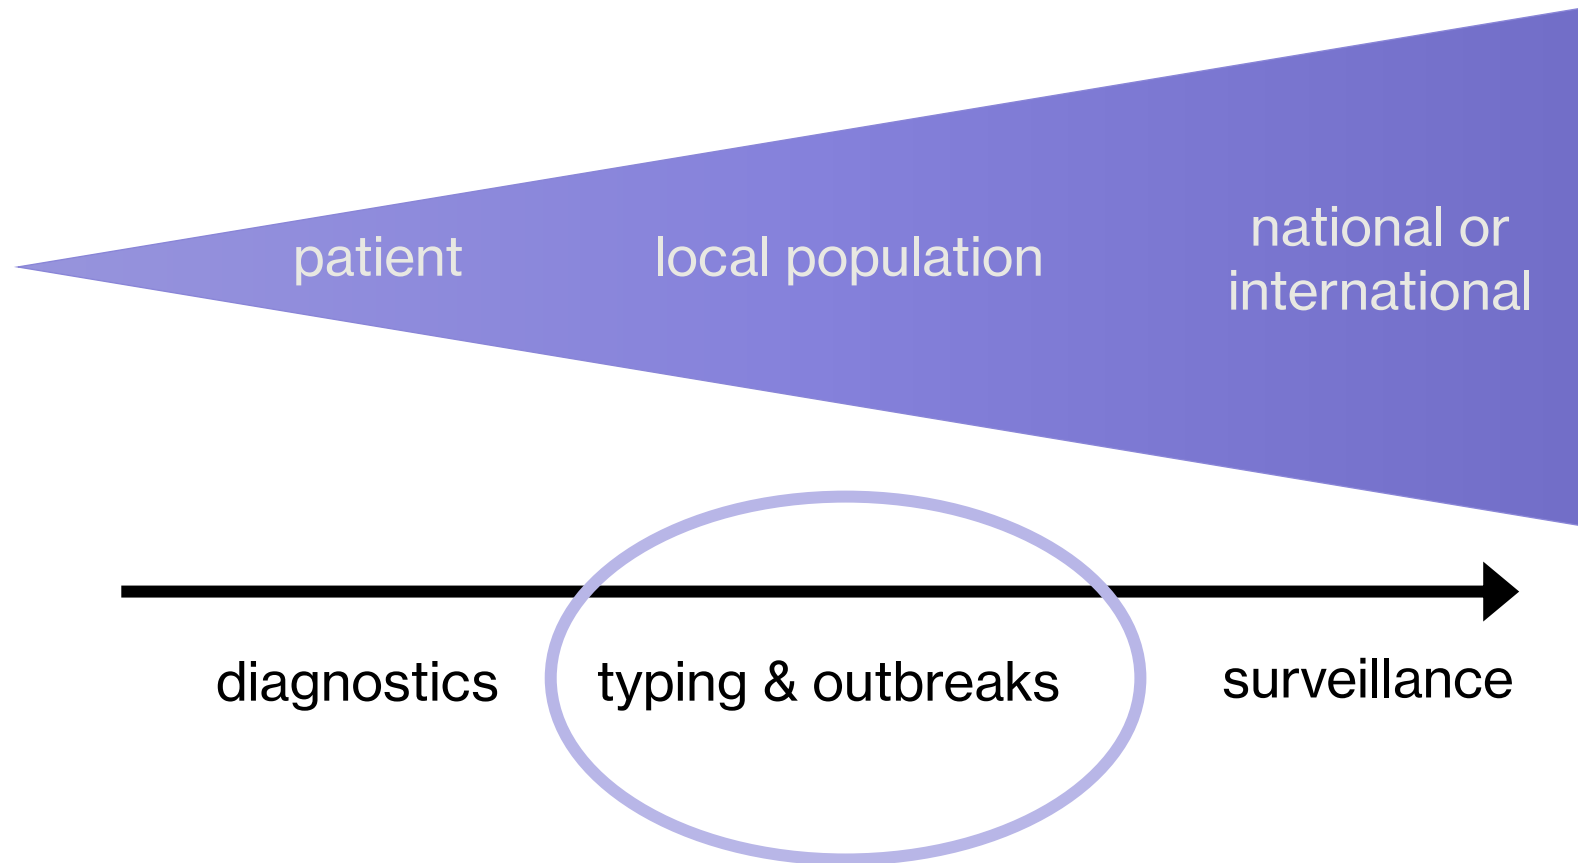 patient
local population
national or
international
diagnostics
typing & outbreaks
surveillance